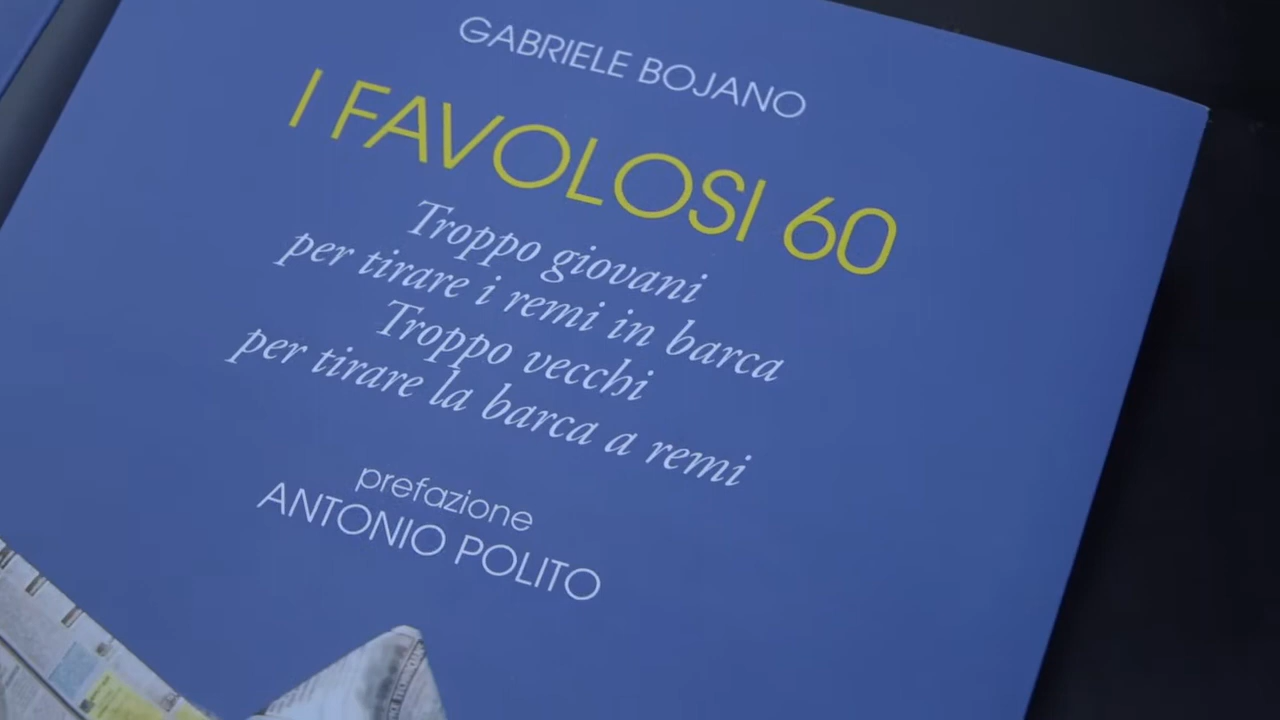 GABRIELE BOJANO
I FAVOLOSI 60
Troppo giovani
per tirare i remi in barca
Troppo vecchi
per tirare la barca a remi
prefazione
ANTONIO POLITO